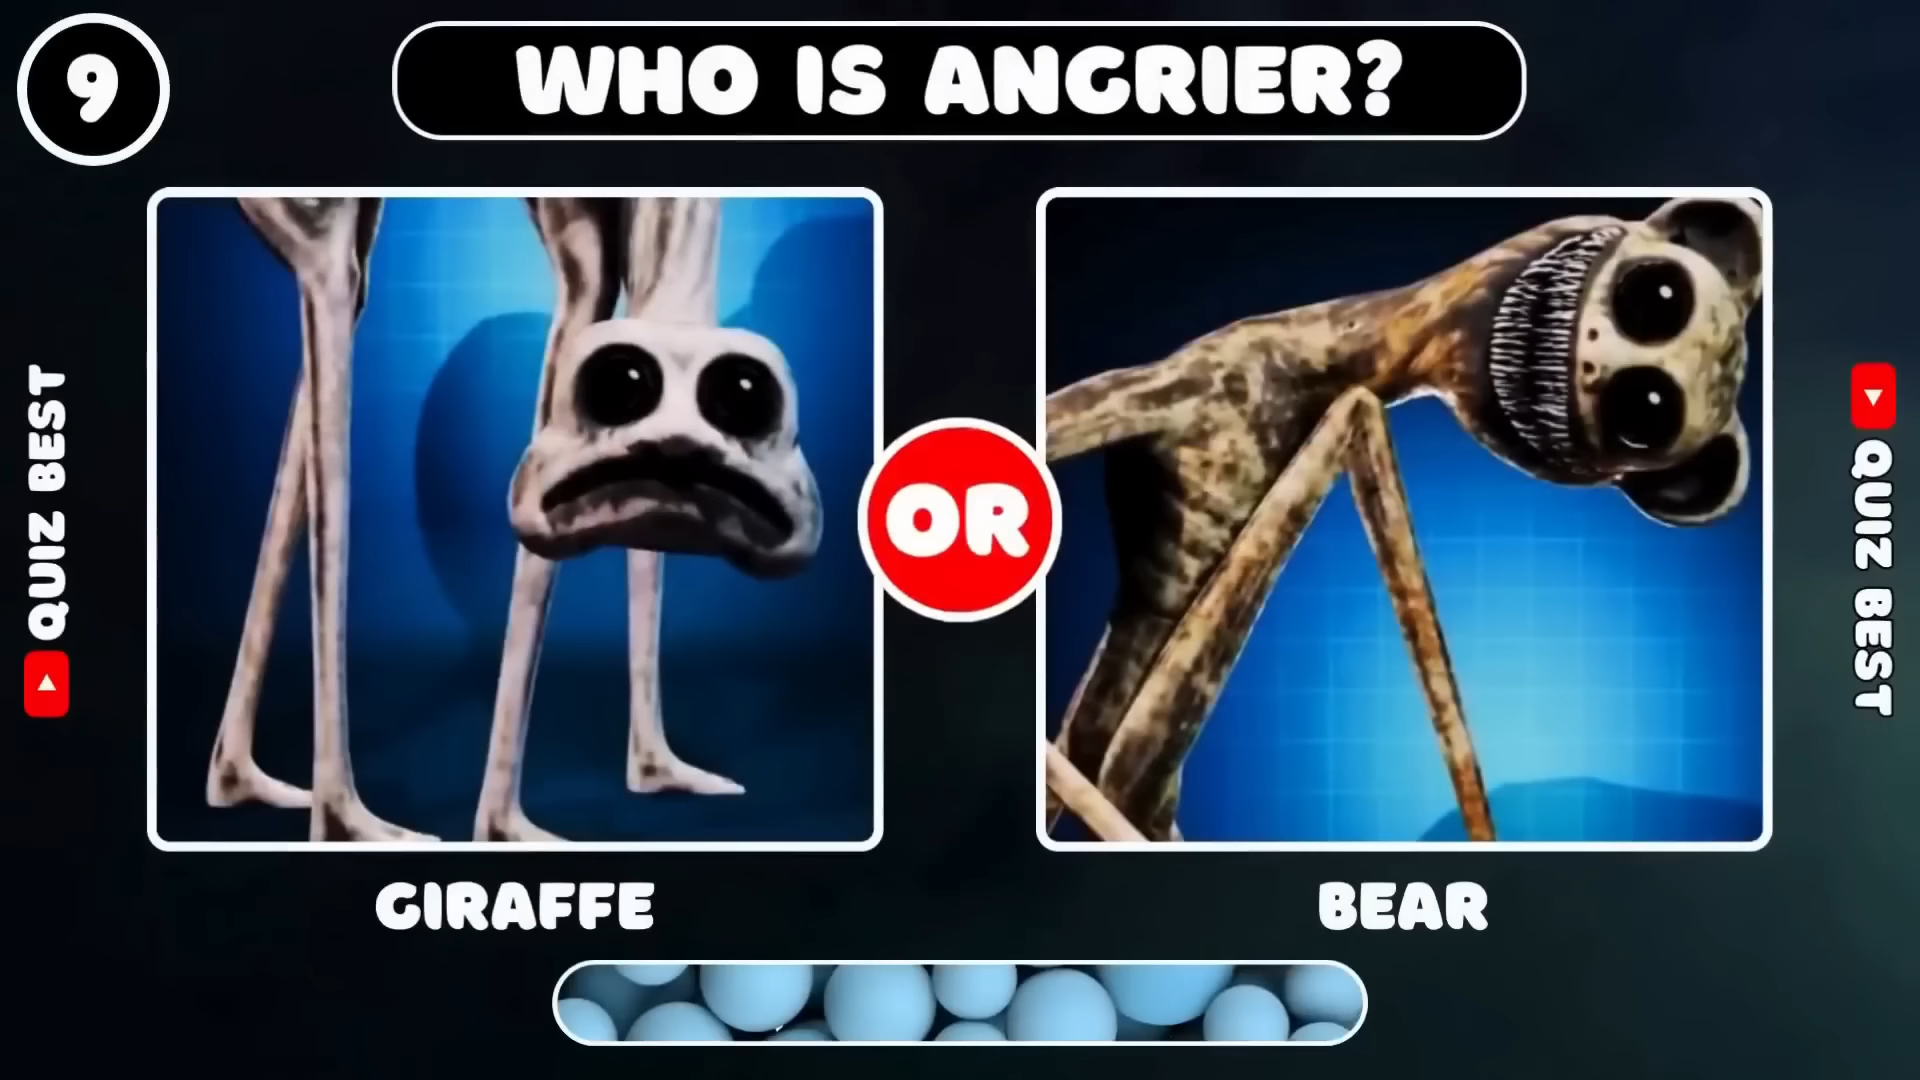 9
WHO IS ANGRIER?
QUIZ BEST
OR
QUIZ BEST
GIRAFFE
BEAR